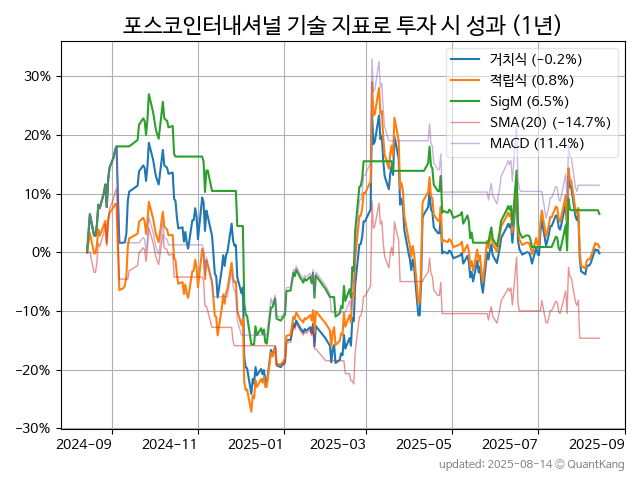 포스코인터내셔널 기술 지표로 투자 시 성과 (1년)
거치식 (−0.2%)
적립식 (0.8%)
SigM (6.5%)
SMA(20) (−14.7%)
MACD (11.4%)
30%
20%
10%
0%
−10%
−20%
−30%
2024-09 2024-11 2025-01 2025-03 2025-05 2025-07 2025-09
updated: 2025-08-14 © QuantKang